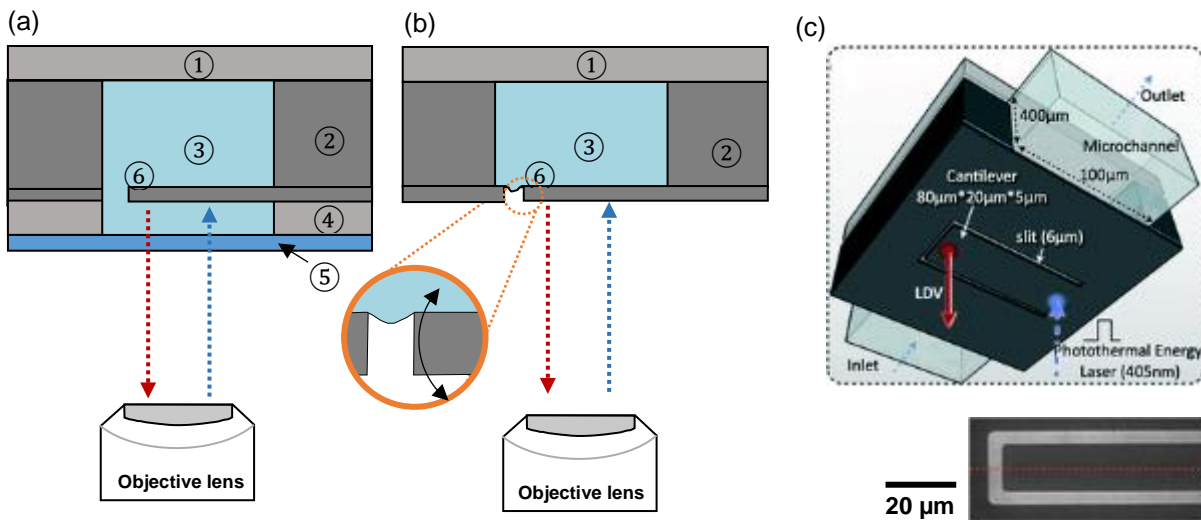 (a)
①
②
③
⑥
④
⑤
Objective lens
(b)
①
②
③
⑥
Objective lens
(c)
Outlet
400μm
Microchannel
100μm
Cantilever
80μm*20μm*5μm
slit (6μm)
LDV
Inlet
Photothermal Energy
Laser (405nm)
20 μm